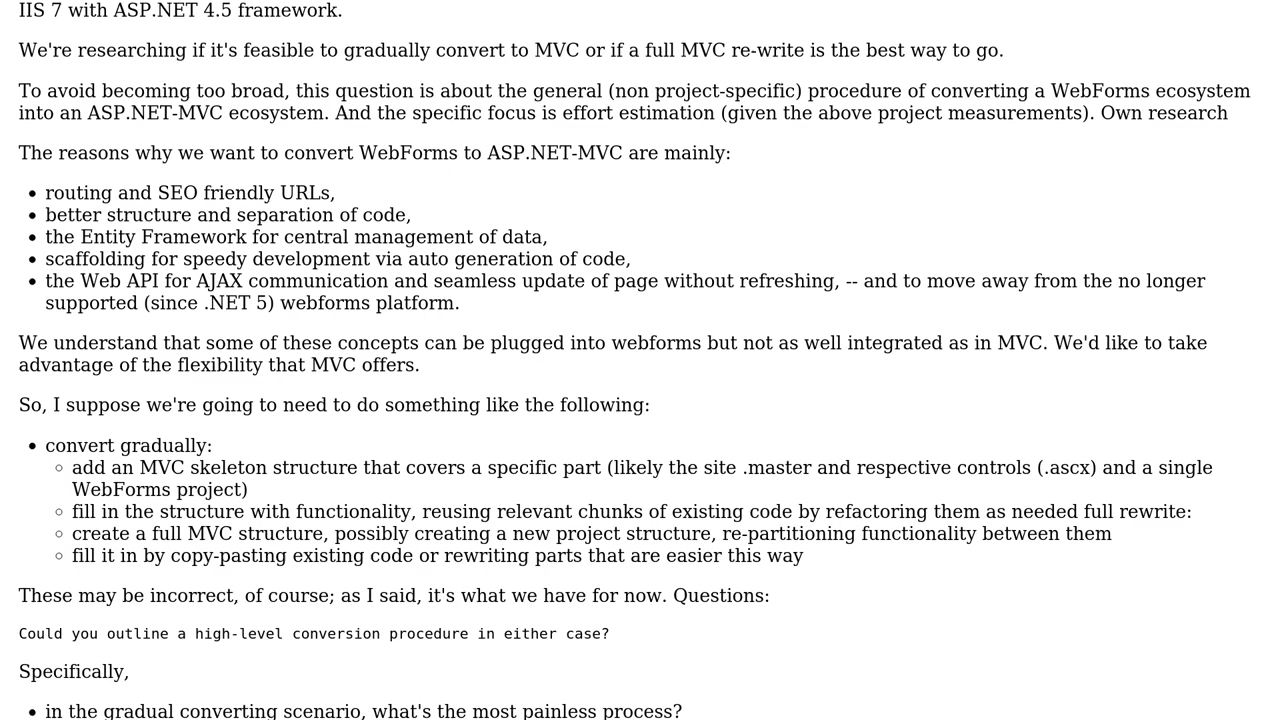 IIS 7 with ASP.NET 4.5 framework.
We're researching if it's feasible to gradually convert to MVC or if a full MVC re-write is the best way to go.
To avoid becoming too broad, this question is about the general (non project-specific) procedure of converting a WebForms ecosystem
into an ASP.NET-MVC ecosystem. And the specific focus is effort estimation (given the above project measurements). Own research
The reasons why we want to convert WebForms to ASP.NET-MVC are mainly:
• routing and SEO friendly URLs,
• better structure and separation of code,
• the Entity Framework for central management of data,
• scaffolding for speedy development via auto generation of code,
• the Web API for AJAX communication and seamless update of page without refreshing, -- and to move away from the no longer
supported (since .NET 5) webforms platform.
We understand that some of these concepts can be plugged into webforms but not as well integrated as in MVC. We'd like to take
advantage of the flexibility that MVC offers.
So, I suppose we're going to need to do something like the following:
• convert gradually:
◦ add an MVC skeleton structure that covers a specific part (likely the site .master and respective controls (.ascx) and a single
WebForms project)
◦ fill in the structure with functionality, reusing relevant chunks of existing code by refactoring them as needed full rewrite:
◦ create a full MVC structure, possibly creating a new project structure, re-partitioning functionality between them
◦ fill it in by copy-pasting existing code or rewriting parts that are easier this way
These may be incorrect, of course; as I said, it's what we have for now. Questions:
Could you outline a high-level conversion procedure in either case?
Specifically,
• in the gradual converting scenario, what's the most painless process?